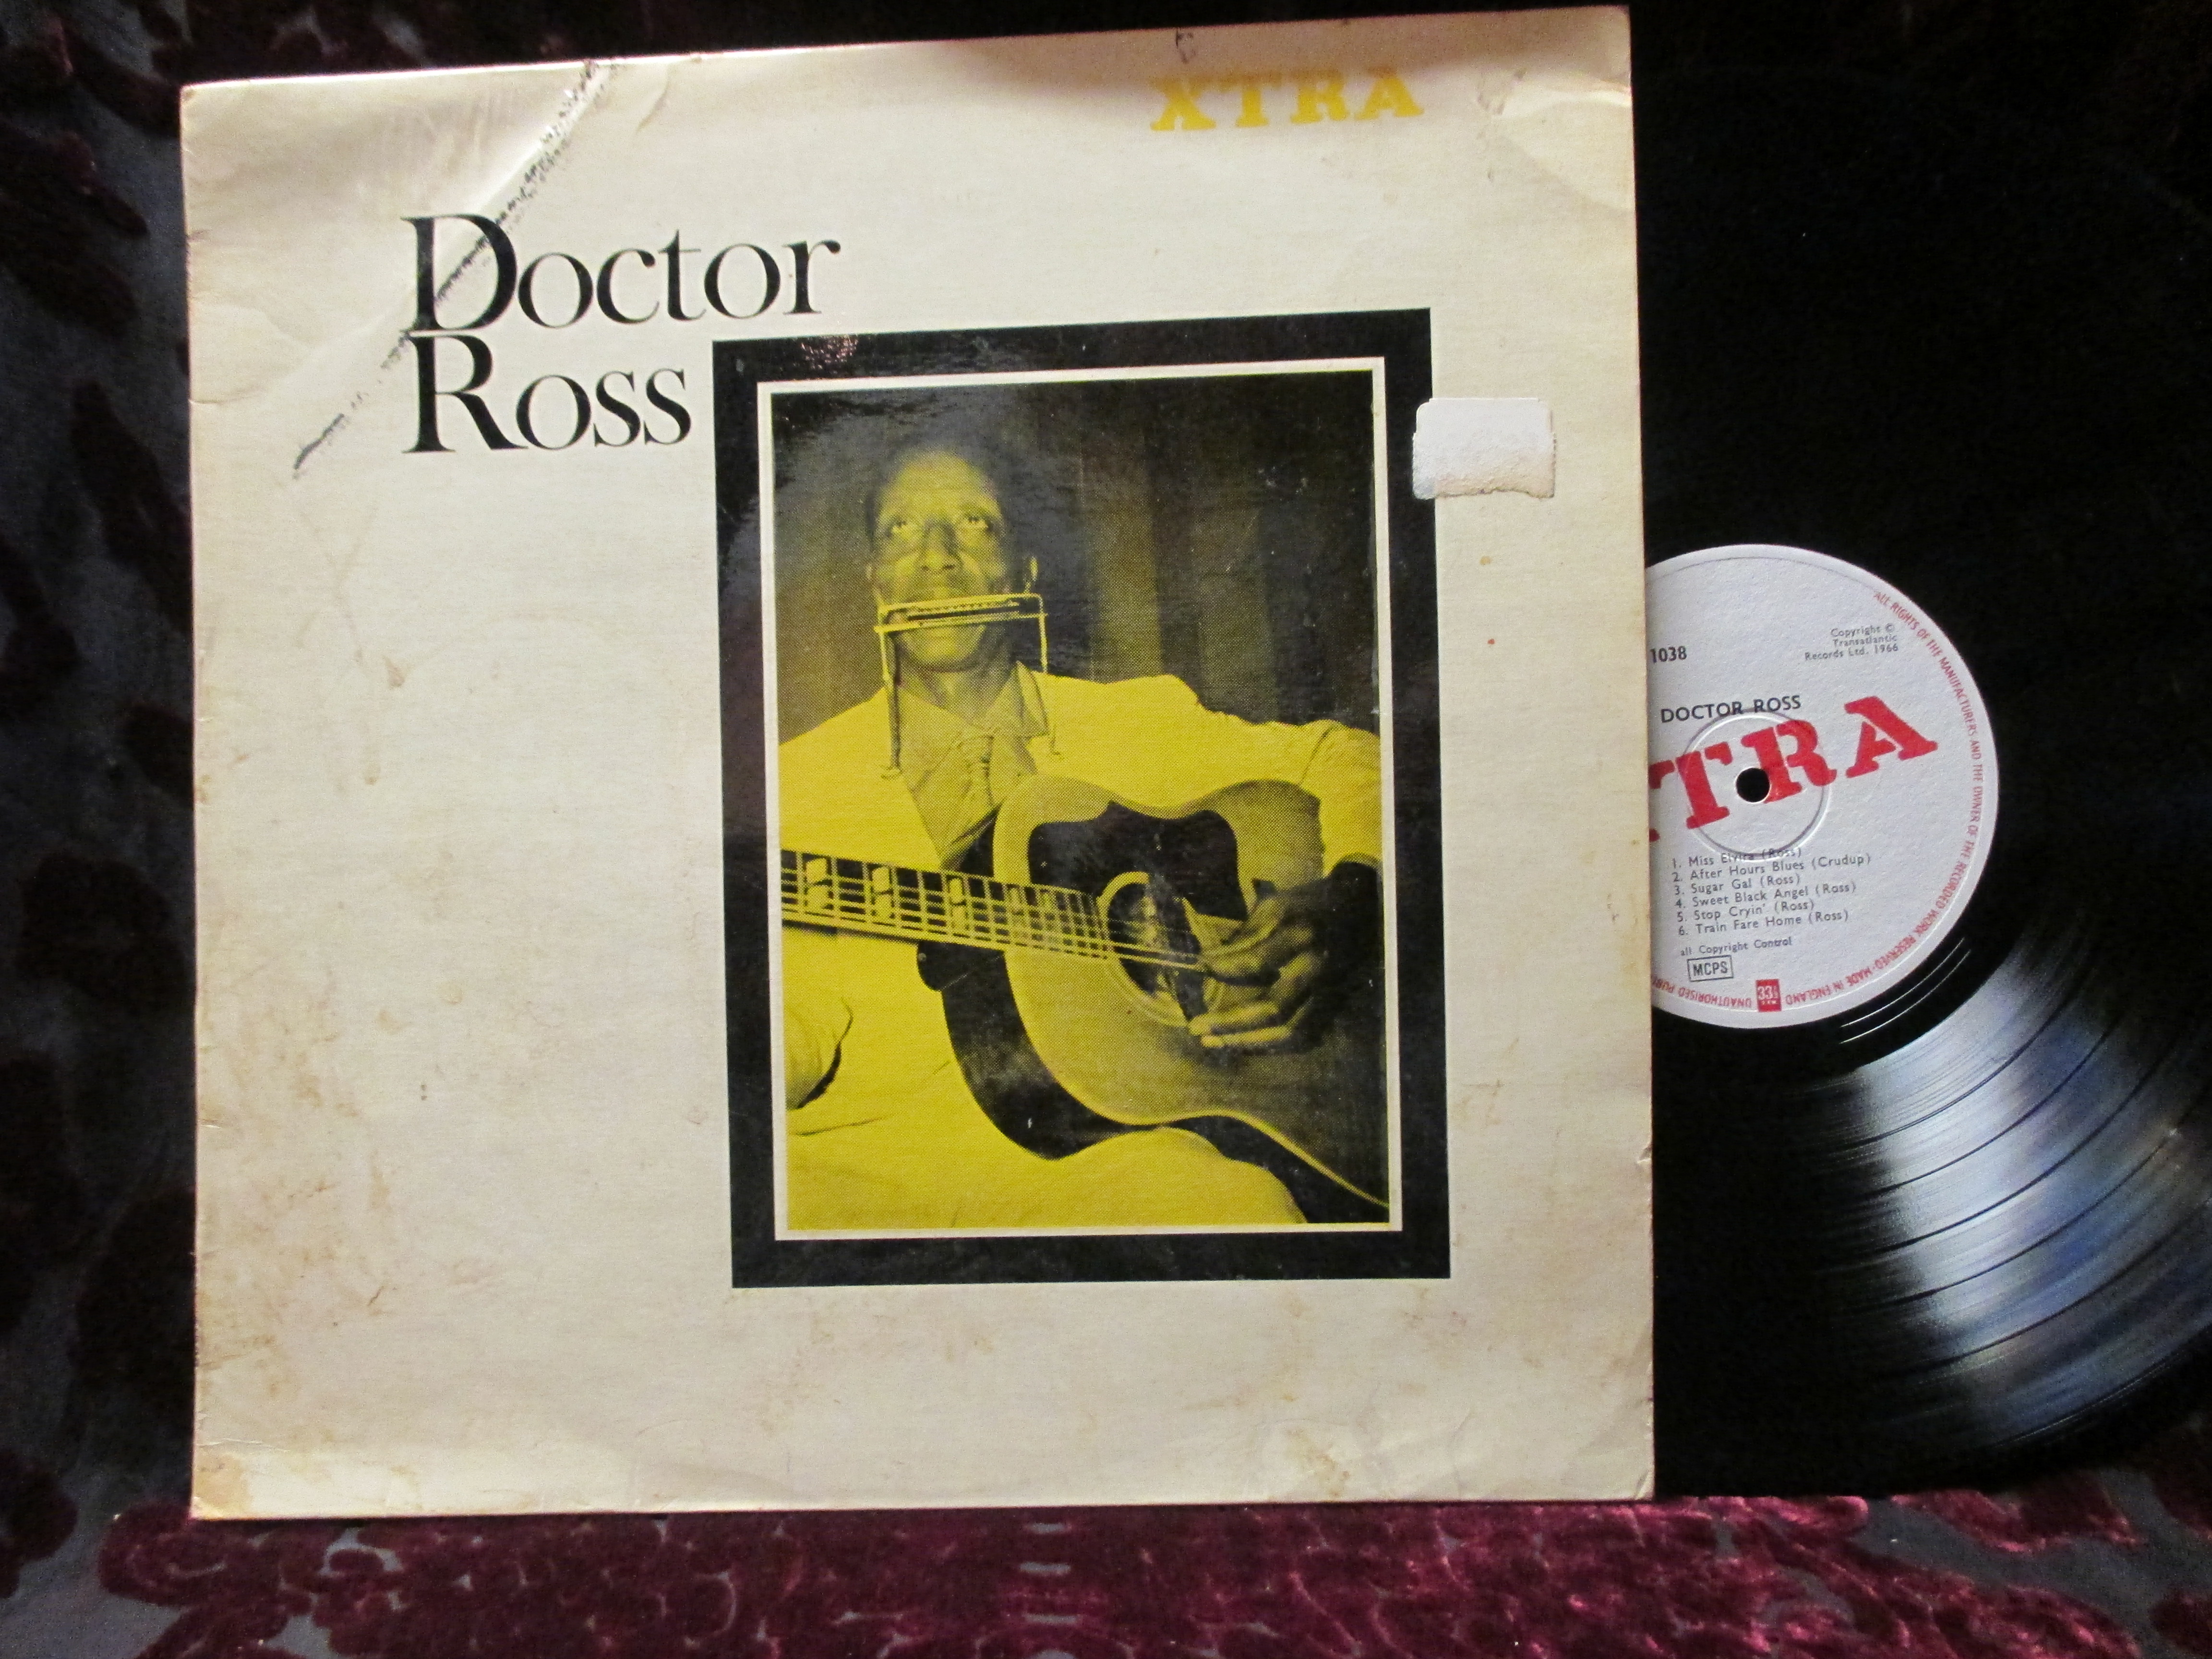 XTRA
Doctor
Ross
ALL RIGHTS OF THE MANUFACTURERS AND THE OWNER OF THE RECORDED WORK RESERVED-MADE IN ENGLAND
Copyright ©
Transatlantic
Records Ltd. 1966
1038
DOCTOR ROSS
TRA
1. Miss Elvira (Ross)
2. After Hours Blues (Crudup)
3. Sugar Gal (Ross)
4. Sweet Black Angel (Ross)
5. Stop Cryin' (Ross)
6. Train Fare Home (Ross)
all Copyright Control
MCPS
33⅓
UNAUTHORISED